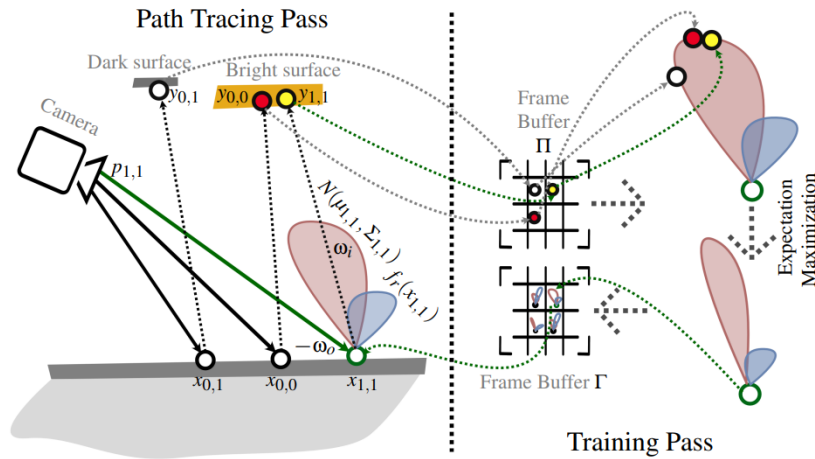 Path Tracing Pass
Dark surface
y0,1
Bright surface
y0,0
y1,1
Camera
p1,1
N(μ1,1, Σ1,1)
ωi
fr(x1,1)
−ωo
x0,1
x0,0
x1,1
Frame
Buffer
Π
Expectation
Maximization
Frame Buffer Γ
Training Pass